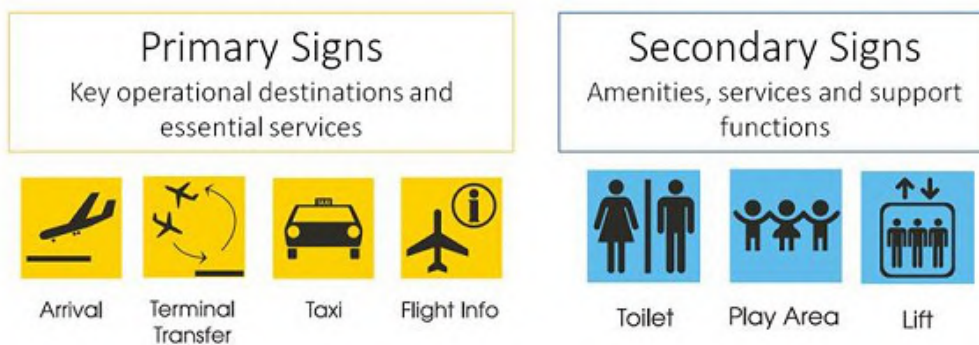 Primary Signs
Key operational destinations and
essential services
Secondary Signs
Amenities, services and support
functions
TAXI
i
Arrival
Terminal
Transfer
Taxi
Flight Info
Toilet
Play Area
Lift